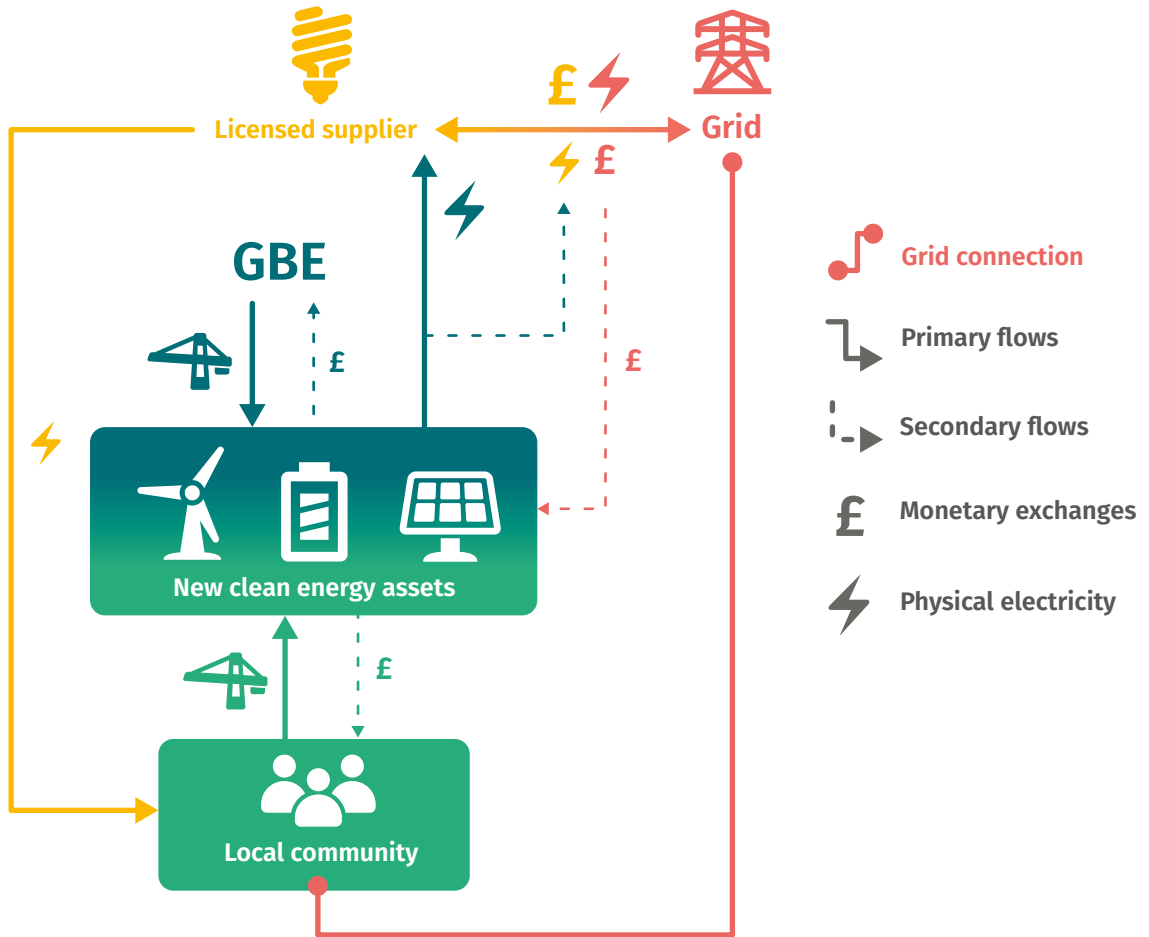 £
Licensed supplier
Grid
£
GBE
£
£
Grid connection
Primary flows
Secondary flows
£ Monetary exchanges
Physical electricity
New clean energy assets
£
Local community